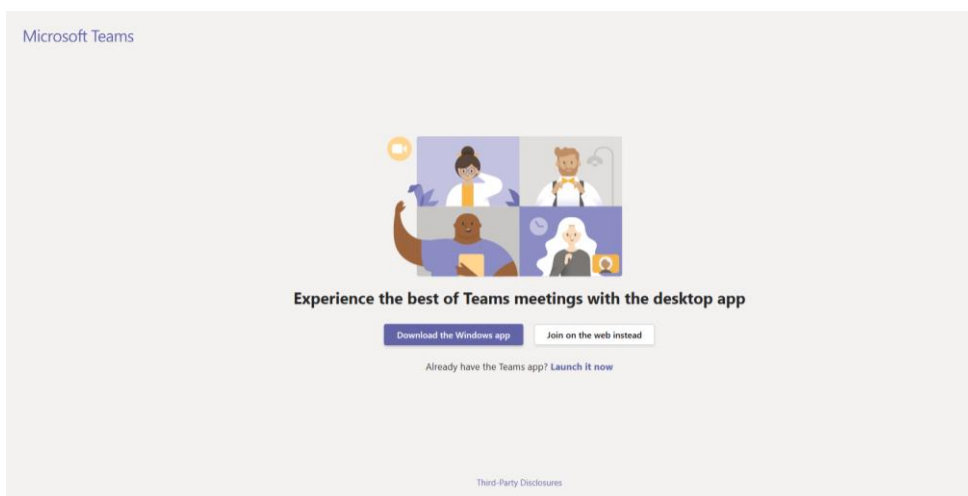 Microsoft Teams
Experience the best of Teams meetings with the desktop app
Download the Windows app
Join on the web instead
Already have the Teams app? Launch it now
Third-Party Disclosures